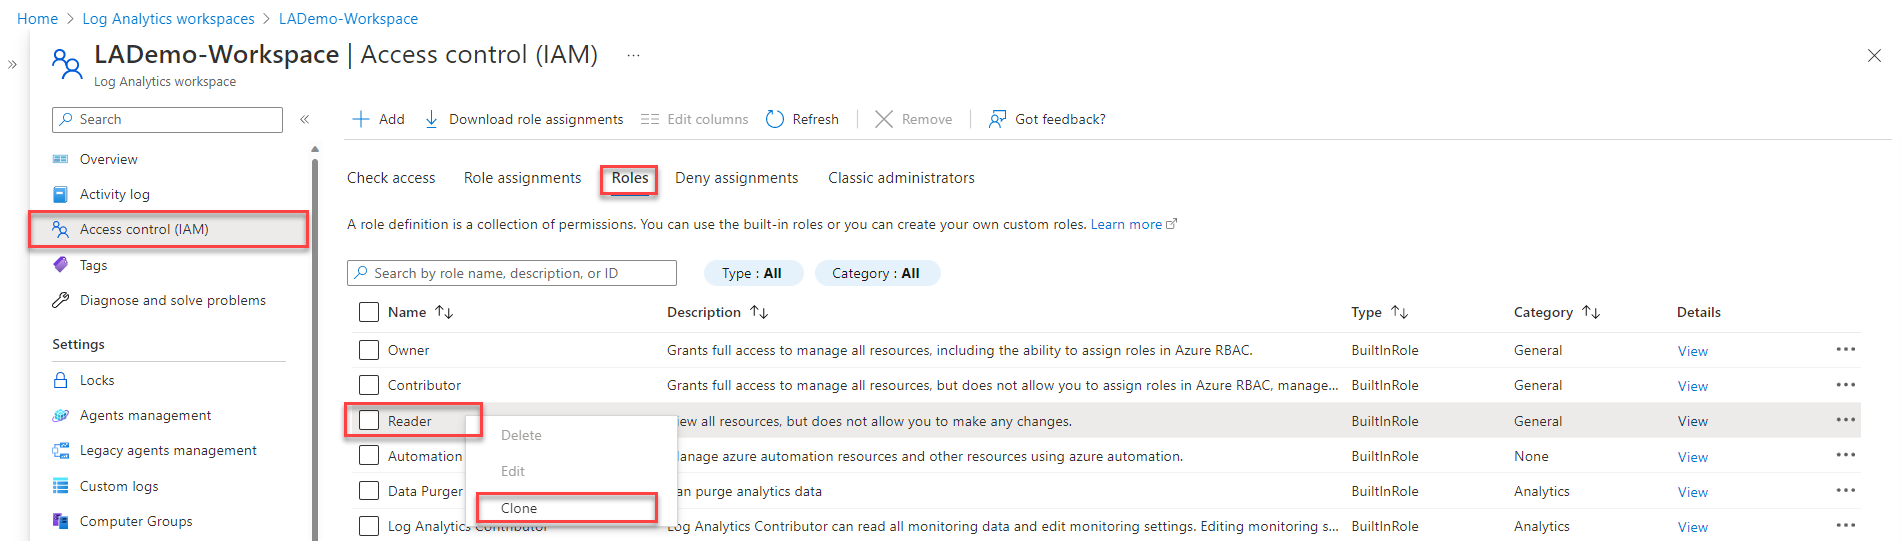 Home > Log Analytics workspaces > LADemo-Workspace
LADemo-Workspace | Access control (IAM) ...
Log Analytics workspace
Search
Overview
Activity log
Access control (IAM)
Tags
Diagnose and solve problems
Settings
Locks
Agents management
Legacy agents management
Custom logs
Computer Groups
Add Download role assignments Edit columns Refresh Remove Got feedback?
Check access Role assignments Roles Deny assignments Classic administrators
A role definition is a collection of permissions. You can use the built-in roles or you can create your own custom roles. Learn more
Search by role name, description, or ID Type : All Category : All
Name Description Type Category Details
Owner Grants full access to manage all resources, including the ability to assign roles in Azure RBAC. BuiltInRole General View
Contributor Grants full access to manage all resources, but does not allow you to assign roles in Azure RBAC, manage... BuiltInRole General View
Reader all resources, but does not allow you to make any changes. BuiltInRole General View
Delete
Automation azure automation resources and other resources using azure automation. BuiltInRole None View
Edit
Data Purger purge analytics data BuiltInRole Analytics View
Clone
Log Analytics Log Analytics Contributor can read all monitoring data and edit monitoring settings. Editing monitoring s... BuiltInRole Analytics View